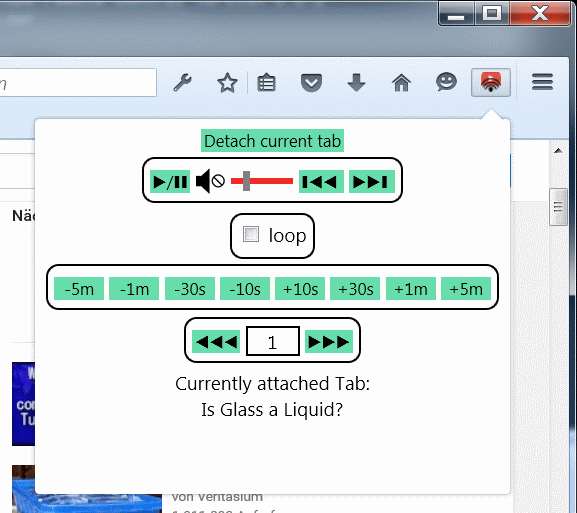 Detach current tab
loop
-5m -1m -30s -10s +10s +30s +1m +5m
1
Currently attached Tab:
Is Glass a Liquid?
von Veritasium